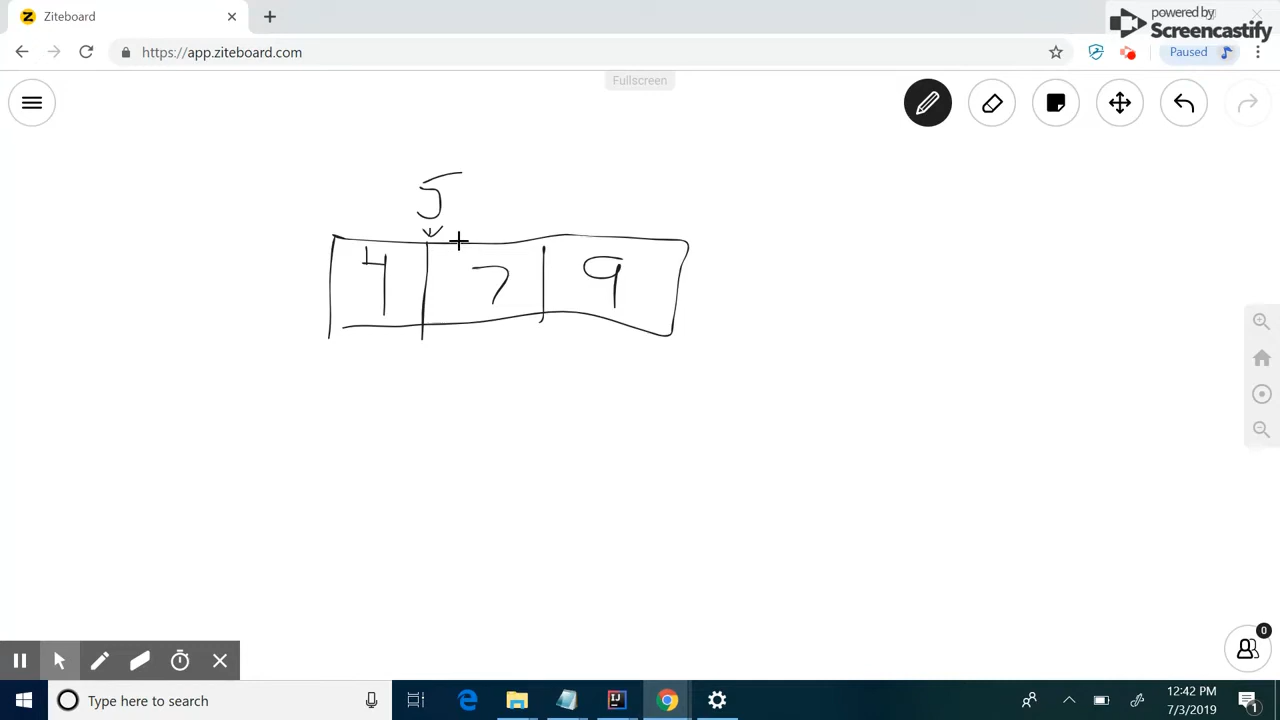 Ziteboard
powered by
Screencastify
https://app.ziteboard.com
Paused
Fullscreen
5
4 7 9
0
Type here to search
12:42 PM
7/3/2019
1